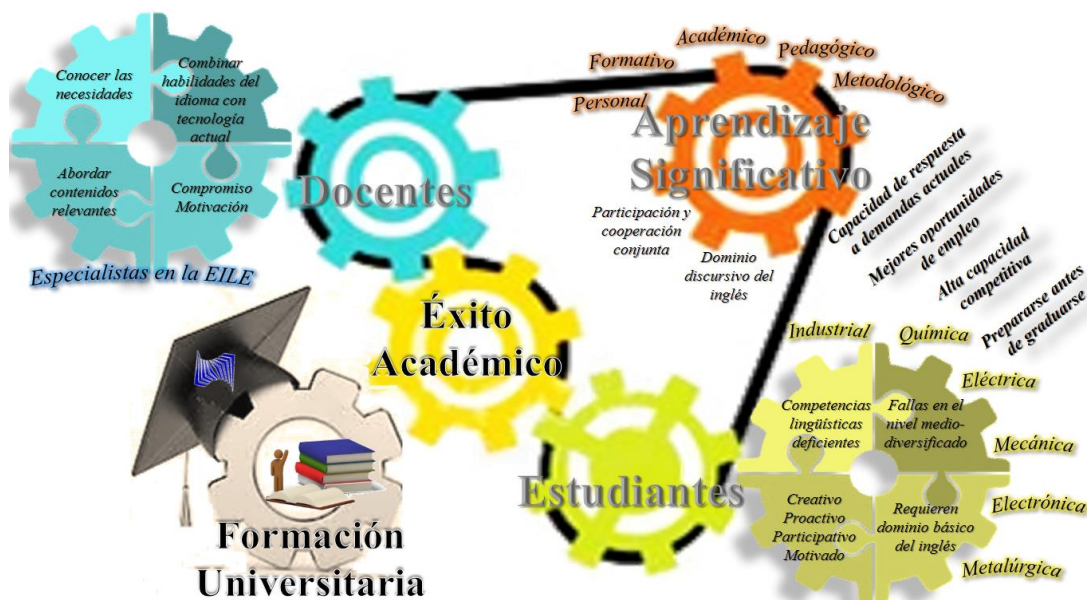 Conocer las
necesidades
Combinar
habilidades del
idioma con
tecnología
actual
Abordar
contenidos
relevantes
Compromiso
Motivación
Especialistas en la EILE
Docentes
Formativo
Académico
Pedagógico
Personal
Metodológico
Aprendizaje
Significativo
Participación y
cooperación
conjunta
Dominio
discursivo del
inglés
Capacidad de respuesta
a demandas actuales
Mejores oportunidades
de empleo
Alta capacidad
competitiva
Prepararse antes
de graduarse
Éxito
Académico
Industrial
Química
Eléctrica
Mecánica
Electrónica
Metalúrgica
Competencias
lingüísticas
deficientes
Fallas en el
nivel medio-
diversificado
Creativo
Proactivo
Participativo
Motivado
Requieren
dominio básico
del inglés
Estudiantes
Formación
Universitaria